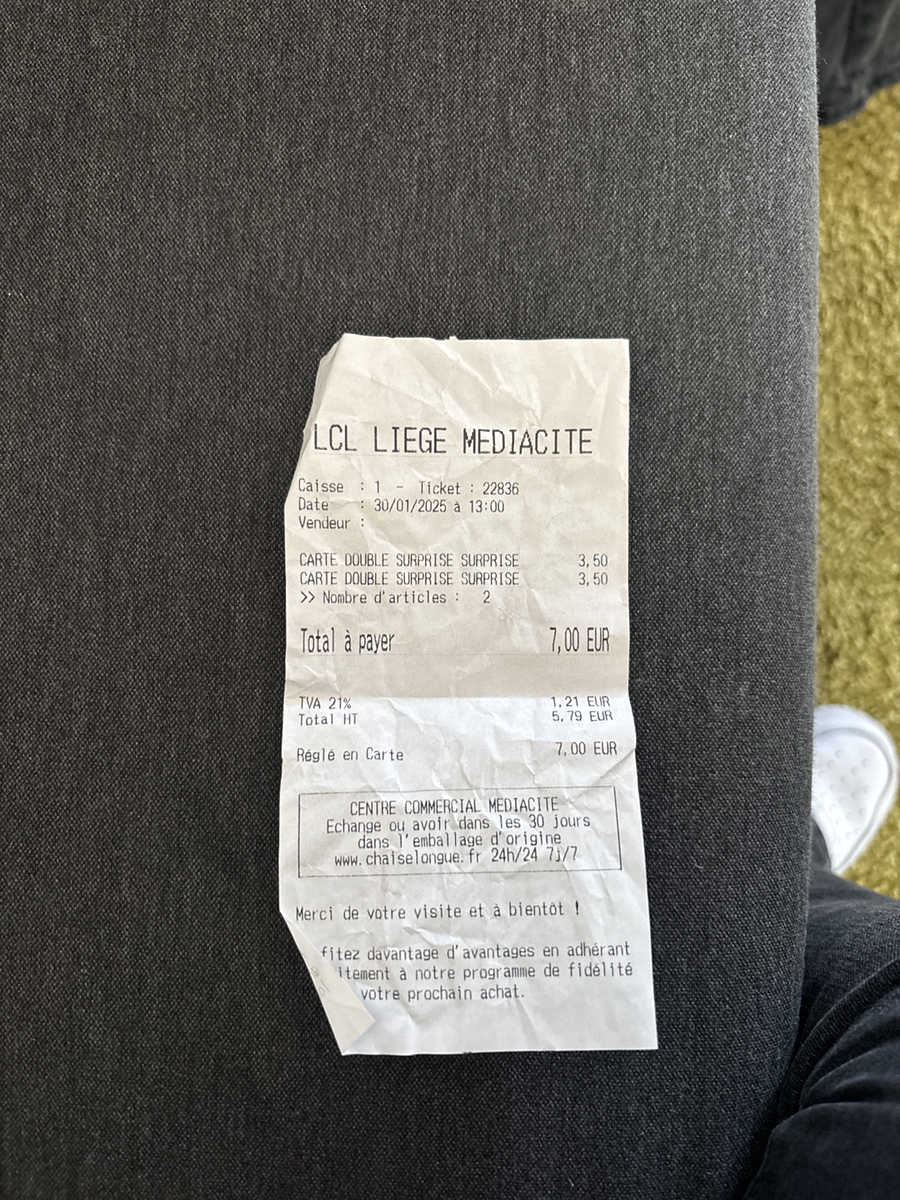 LCL LIEGE MEDIACITE
Caisse : 1 - Ticket : 22836
Date : 30/01/2025 à 13:00
Vendeur :
CARTE DOUBLE SURPRISE SURPRISE 3,50
CARTE DOUBLE SURPRISE SURPRISE 3,50
>> Nombre d'articles : 2
Total à payer 7,00 EUR
TVA 21% 1,21 EUR
Total HT 5,79 EUR
Réglé en Carte 7,00 EUR
CENTRE COMMERCIAL MEDIACITE
Echange ou avoir dans les 30 jours
dans l'emballage d'origine
www.chaiselongue.fr 24h/24 7j/7
Merci de votre visite et à bientôt !
fitez davantage d'avantages en adhérant
itement à notre programme de fidélité
votre prochain achat.